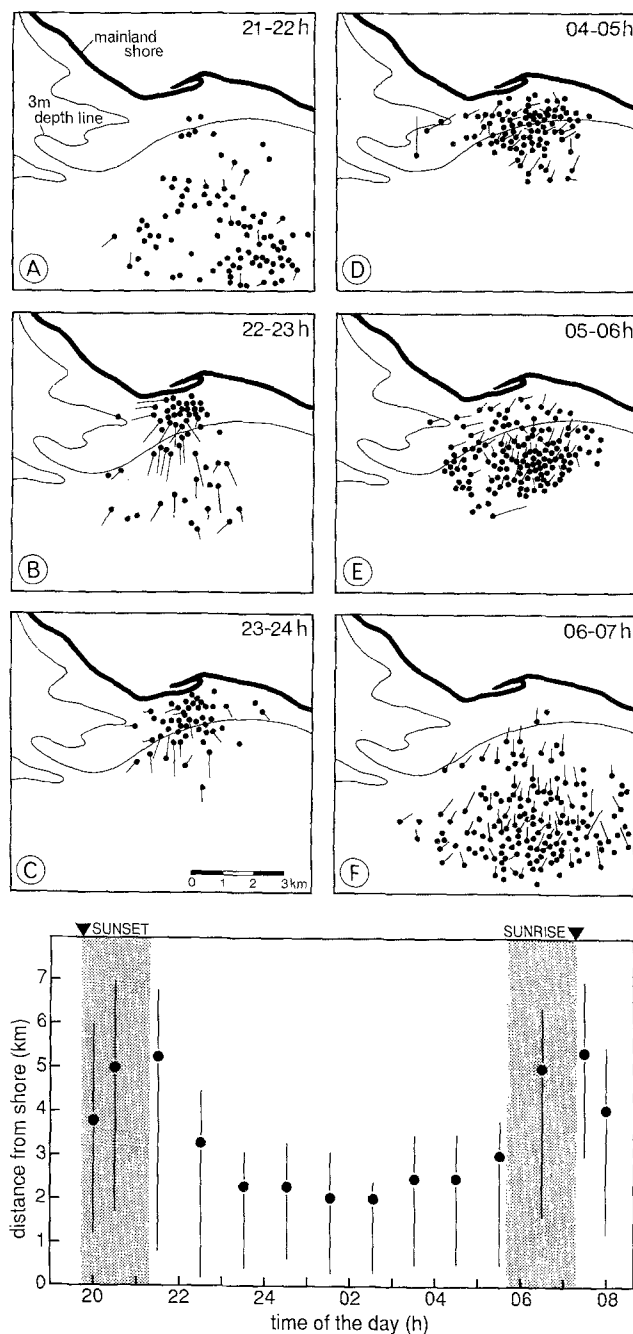 21-22 h
mainland
shore
3m
depth line
A
04-05 h
D
22-23 h
B
05-06 h
E
23-24 h
0 1 2 3 km
C
06-07 h
F
SUNSET
SUNRISE
7
6
5
4
3
2
1
0
distance from shore (km)
20 22 24 02 04 06 08
time of the day (h)